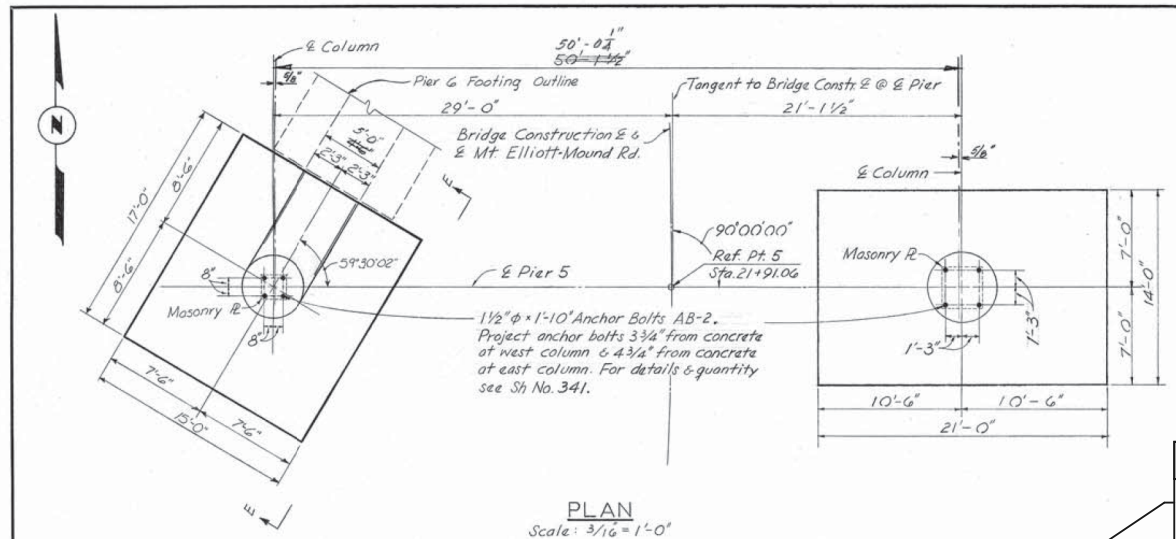 50'-0 1/4"
50'-1 1/2"
℄ Column
5/8"
Pier 6 Footing Outline
Tangent to Bridge Constr. ℄ @ ℄ Pier
29'-0"
21'-1 1/2"
N
Bridge Construction ℄ &
℄ Mt. Elliott-Mound Rd.
5'-0"
4'-6"
2'-3"
2'-3"
5/8"
℄ Column
E
8'-6"
17'-0"
8'-6"
90°00'00"
Ref. Pt. 5
Sta. 21+91.06
Masonry ℞
7'-0"
14'-0"
7'-0"
59°30'02"
℄ Pier 5
8"
Masonry ℞
8"
1'-3"
1'-3"
1 1/2" φ × 1'-10" Anchor Bolts AB-2.
Project anchor bolts 3 3/4" from concrete
at west column & 4 3/4" from concrete
at east column. For details & quantity
see Sh No. 341.
7'-6"
15'-0"
7'-6"
10'-6"
10'-6"
21'-0"
E
PLAN
Scale: 3/16" = 1'-0"